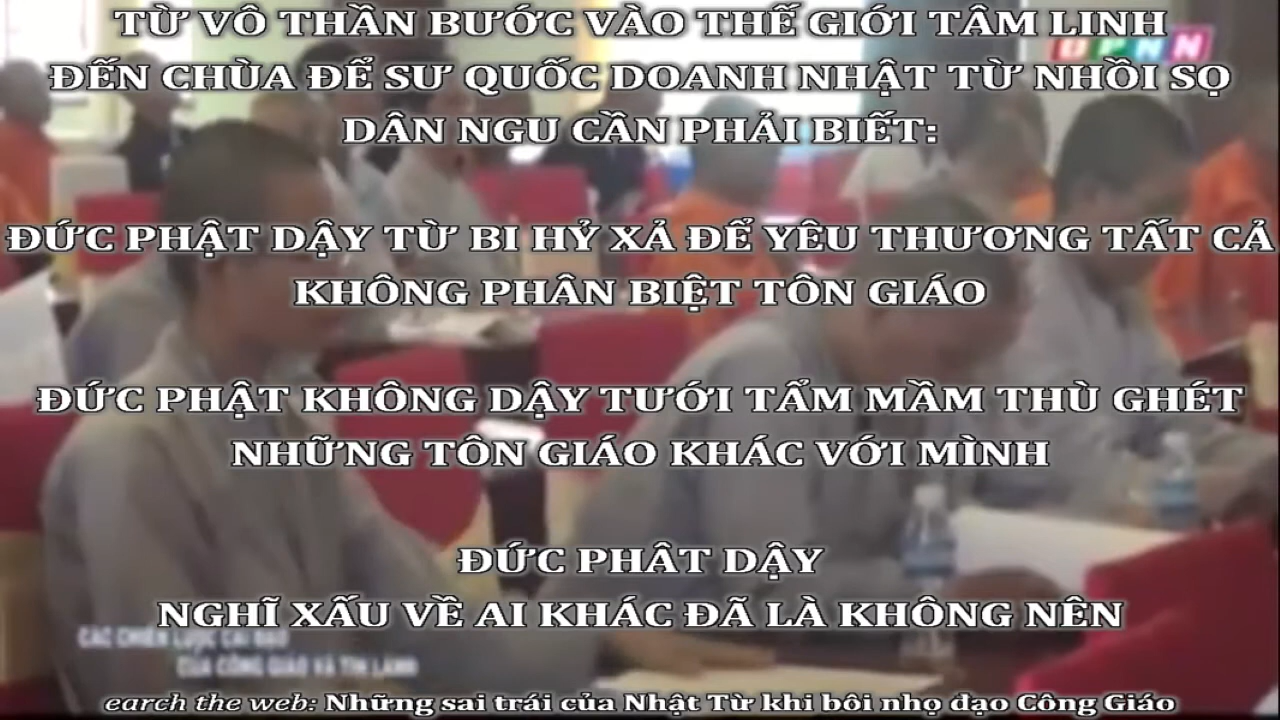 TỪ VÔ THẦN BƯỚC VÀO THẾ GIỚI TÂM LINH
ĐPNN
ĐẾN CHÙA ĐỂ SƯ QUỐC DOANH NHẬT TỪ NHỒI SỌ
DÂN NGU CẦN PHẢI BIẾT:
ĐỨC PHẬT DẬY TỪ BI HỶ XẢ ĐỂ YÊU THƯƠNG TẤT CẢ
KHÔNG PHÂN BIỆT TÔN GIÁO
ĐỨC PHẬT KHÔNG DẬY TƯỚI TẨM MẦM THÙ GHÉT
NHỮNG TÔN GIÁO KHÁC VỚI MÌNH
ĐỨC PHÂT DẬY
NGHĨ XẤU VỀ AI KHÁC ĐÃ LÀ KHÔNG NÊN
CÁC CHIẾN LƯỢC CẢI ĐẠO
CỦA CÔNG GIÁO VÀ TIN LÀNH
earch the web: Những sai trái của Nhật Từ khi bôi nhọ đạo Công Giáo